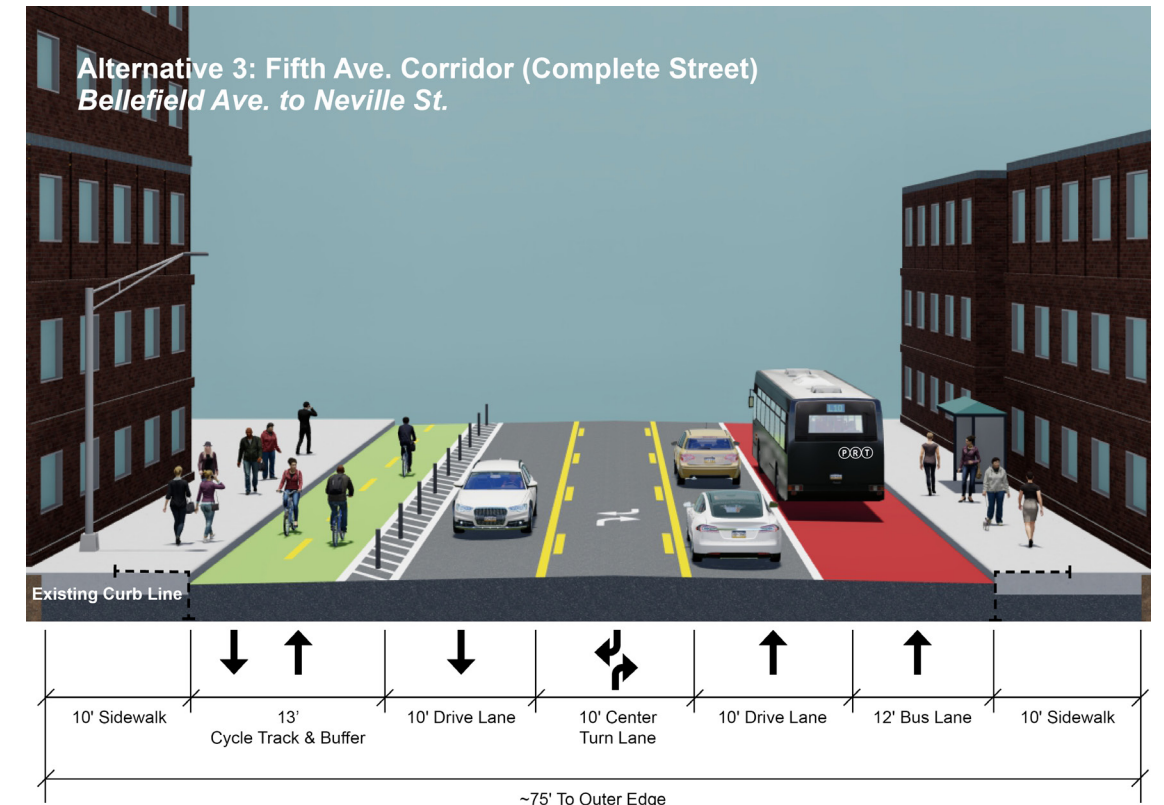 Alternative 3: Fifth Ave. Corridor (Complete Street)
Bellefield Ave. to Neville St.
PRT
Existing Curb Line
10' Sidewalk
13’
Cycle Track & Buffer
10' Drive Lane
10' Center
Turn Lane
10' Drive Lane
12' Bus Lane
10' Sidewalk
~75' To Outer Edge